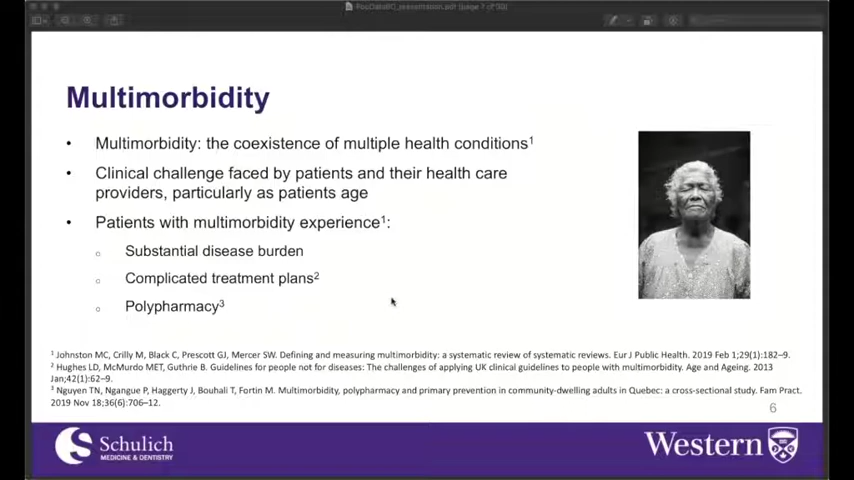 PopDataBC_presentation.pdf (page 7 of 50)
Multimorbidity
• Multimorbidity: the coexistence of multiple health conditions1
• Clinical challenge faced by patients and their health care
providers, particularly as patients age
• Patients with multimorbidity experience1:
o Substantial disease burden
o Complicated treatment plans2
o Polypharmacy3
1 Johnston MC, Crilly M, Black C, Prescott GJ, Mercer SW. Defining and measuring multimorbidity: a systematic review of systematic reviews. Eur J Public Health. 2019 Feb 1;29(1):182–9.
2 Hughes LD, McMurdo MET, Guthrie B. Guidelines for people not for diseases: The challenges of applying UK clinical guidelines to people with multimorbidity. Age and Ageing. 2013
Jan;42(1):62–9.
3 Nguyen TN, Ngangue P, Haggerty J, Bouhali T, Fortin M. Multimorbidity, polypharmacy and primary prevention in community-dwelling adults in Quebec: a cross-sectional study. Fam Pract.
2019 Nov 18;36(6):706–12.
6
Schulich
MEDICINE & DENTISTRY
Western